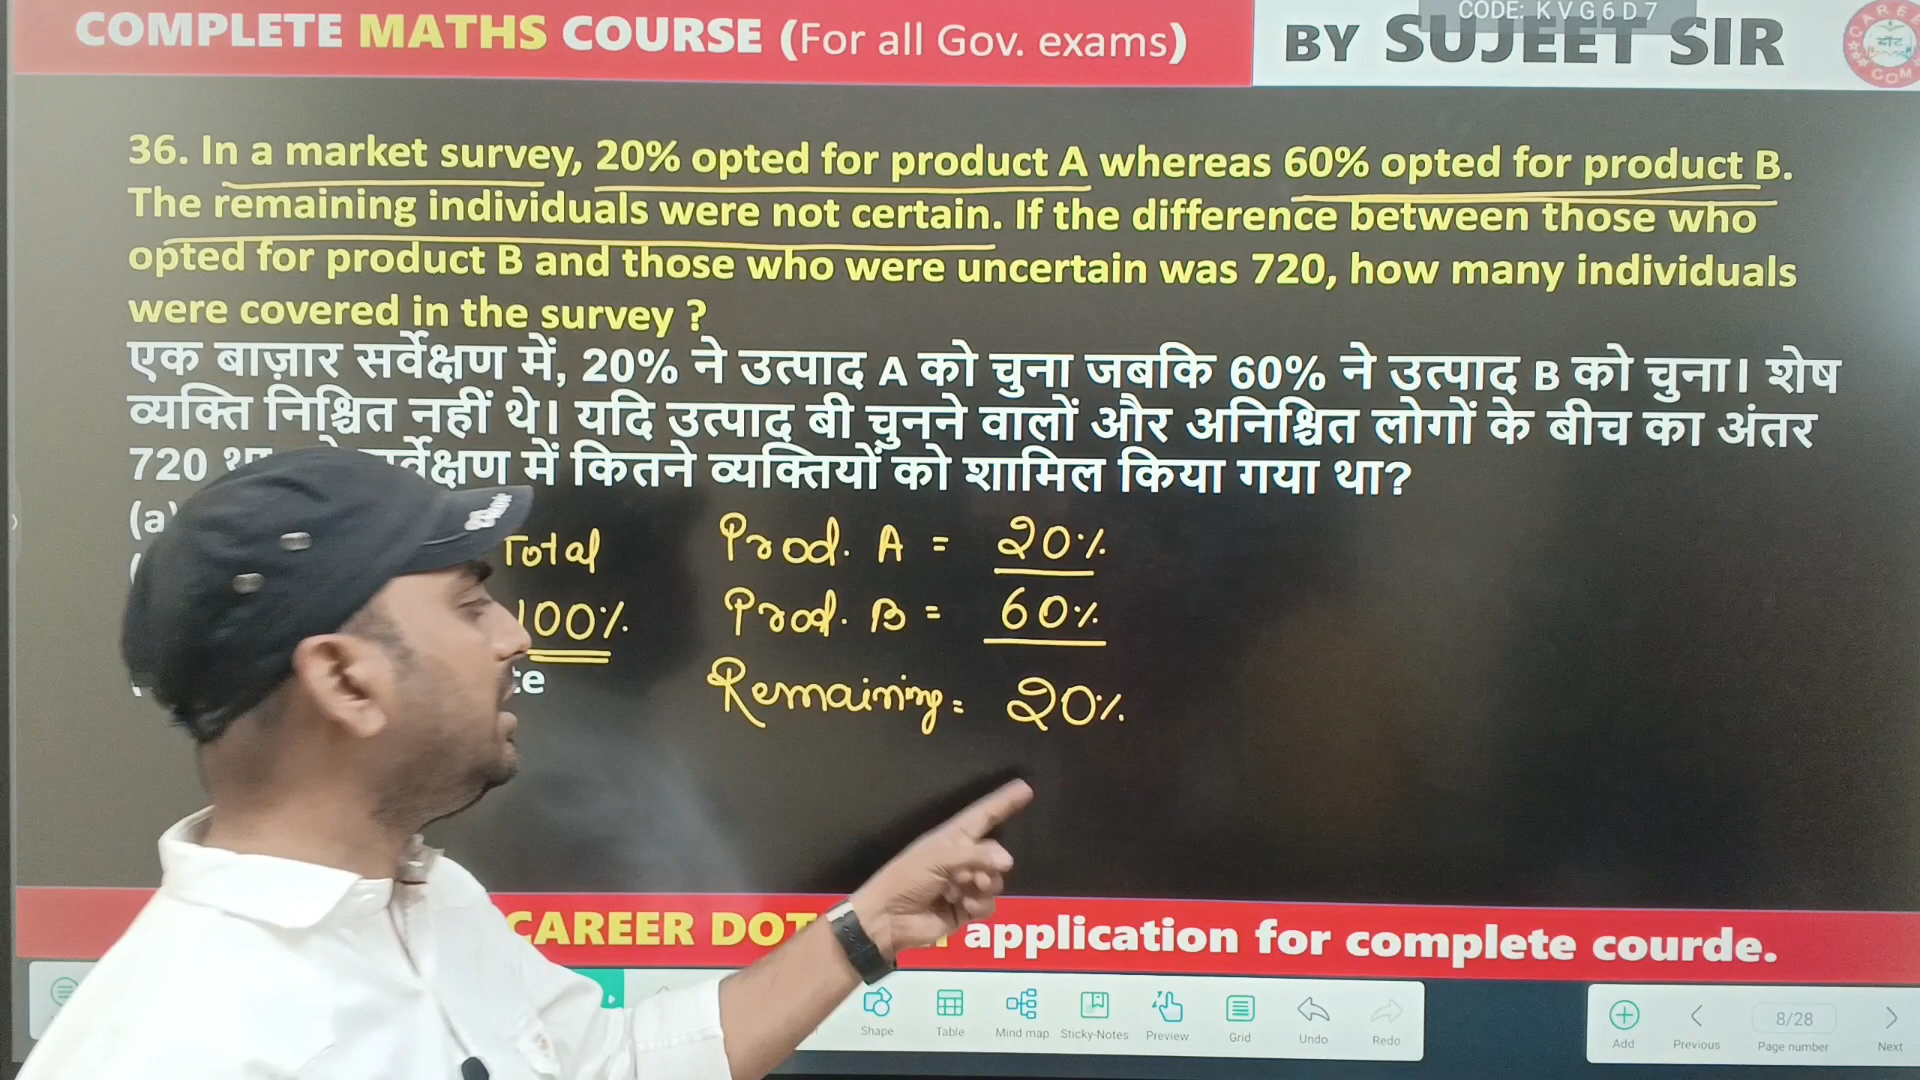 COMPLETE MATHS COURSE (For all Gov. exams)
BY SUJEET SIR
CODE: K V G 6 D 7
36. In a market survey, 20% opted for product A whereas 60% opted for product B.
The remaining individuals were not certain. If the difference between those who
opted for product B and those who were uncertain was 720, how many individuals
were covered in the survey ?
एक बाज़ार सर्वेक्षण में, 20% ने उत्पाद A को चुना जबकि 60% ने उत्पाद B को चुना। शेष
व्यक्ति निश्चित नहीं थे। यदि उत्पाद बी चुनने वालों और अनिश्चित लोगों के बीच का अंतर
720 में कितने व्यक्तियों को शामिल किया गया था?
(a)
Total
100%
Prod. A = 20%
Prod. B = 60%
Remaining = 20%
CAREER DOT application for complete courde.
Shape
Table
Mind map
Sticky-Notes
Preview
Grid
Undo
Redo
Add
Previous
8/28
Page number
Next